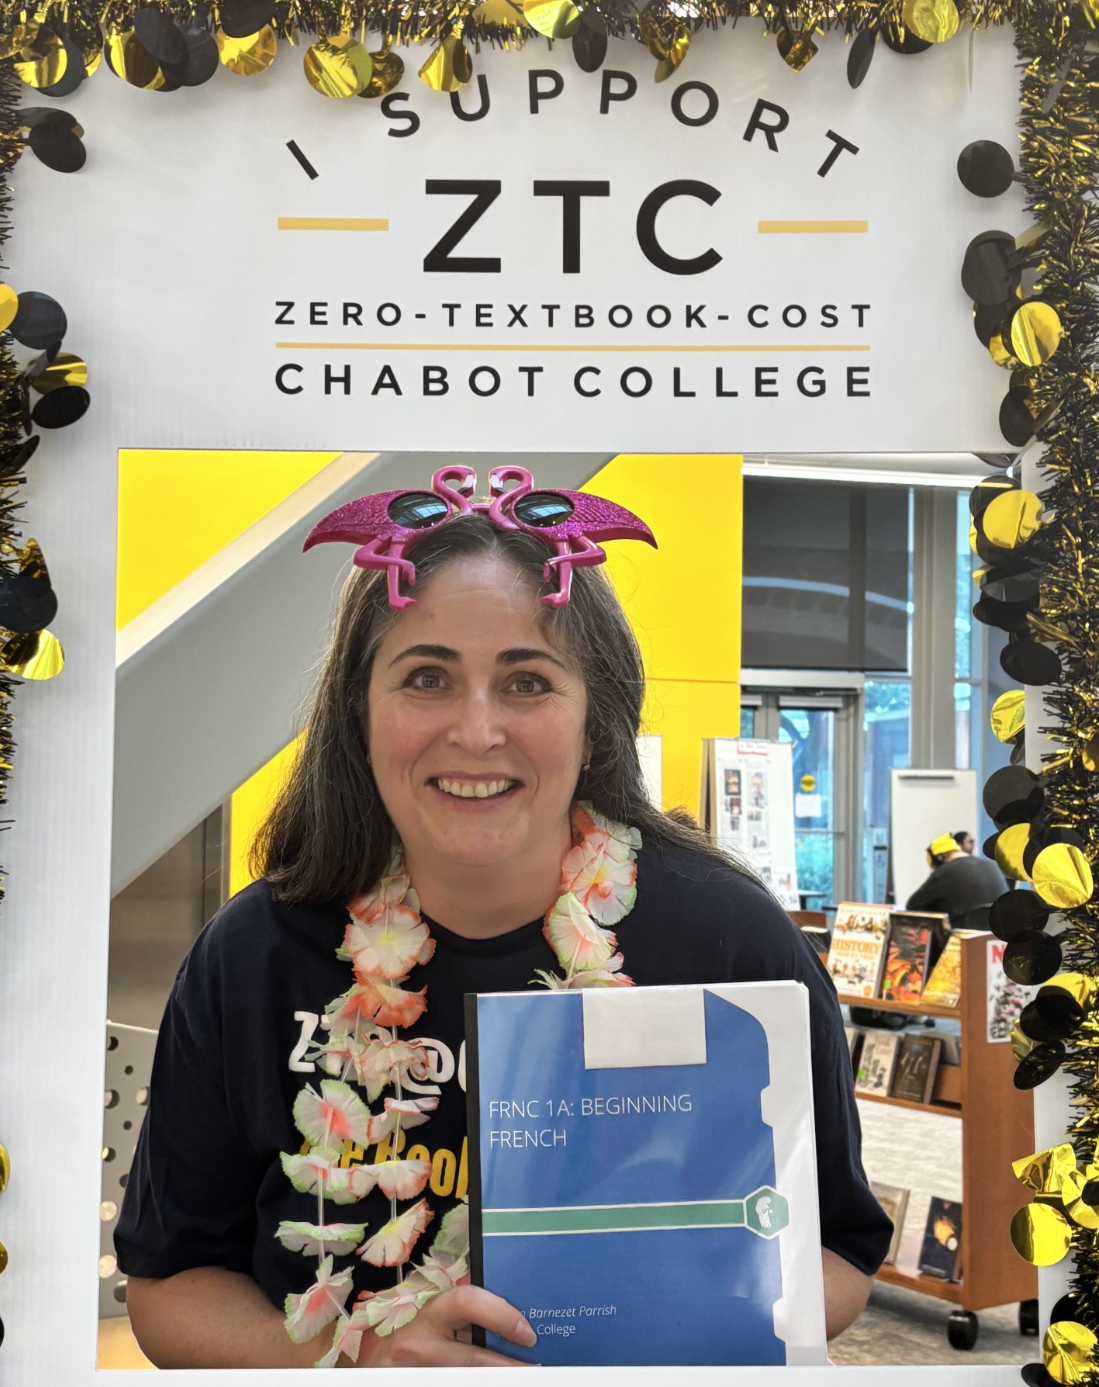 I SUPPORT
ZTC
ZERO-TEXTBOOK-COST
CHABOT COLLEGE
FRNC 1A: BEGINNING
FRENCH
Barnezet Parrish
College
HISTORY